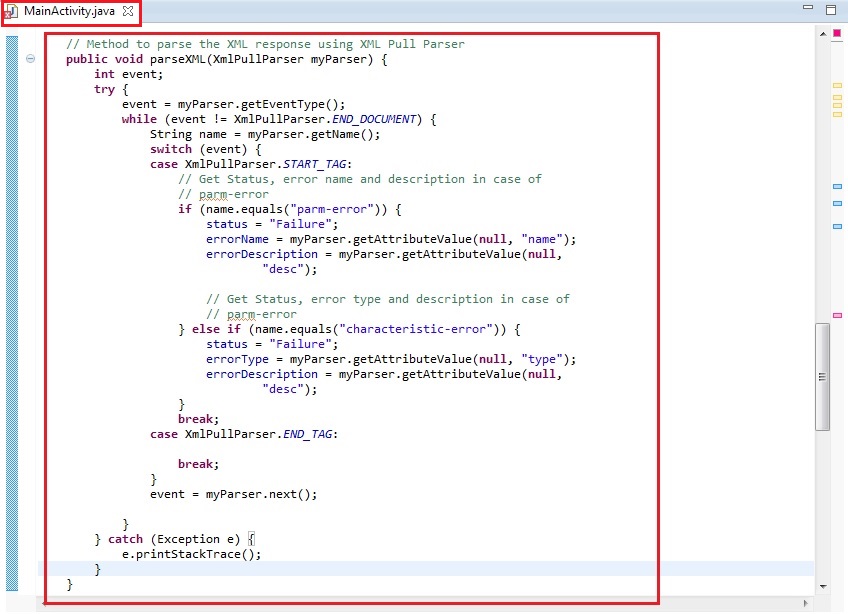 MainActivity.java
// Method to parse the XML response using XML Pull Parser
public void parseXML(XmlPullParser myParser) {
int event;
try {
event = myParser.getEventType();
while (event != XmlPullParser.END_DOCUMENT) {
String name = myParser.getName();
switch (event) {
case XmlPullParser.START_TAG:
// Get Status, error name and description in case of
// parm-error
if (name.equals("parm-error")) {
status = "Failure";
errorName = myParser.getAttributeValue(null, "name");
errorDescription = myParser.getAttributeValue(null,
"desc");
// Get Status, error type and description in case of
// parm-error
} else if (name.equals("characteristic-error")) {
status = "Failure";
errorType = myParser.getAttributeValue(null, "type");
errorDescription = myParser.getAttributeValue(null,
"desc");
}
break;
case XmlPullParser.END_TAG:
break;
}
event = myParser.next();
}
} catch (Exception e) {
e.printStackTrace();
}
}